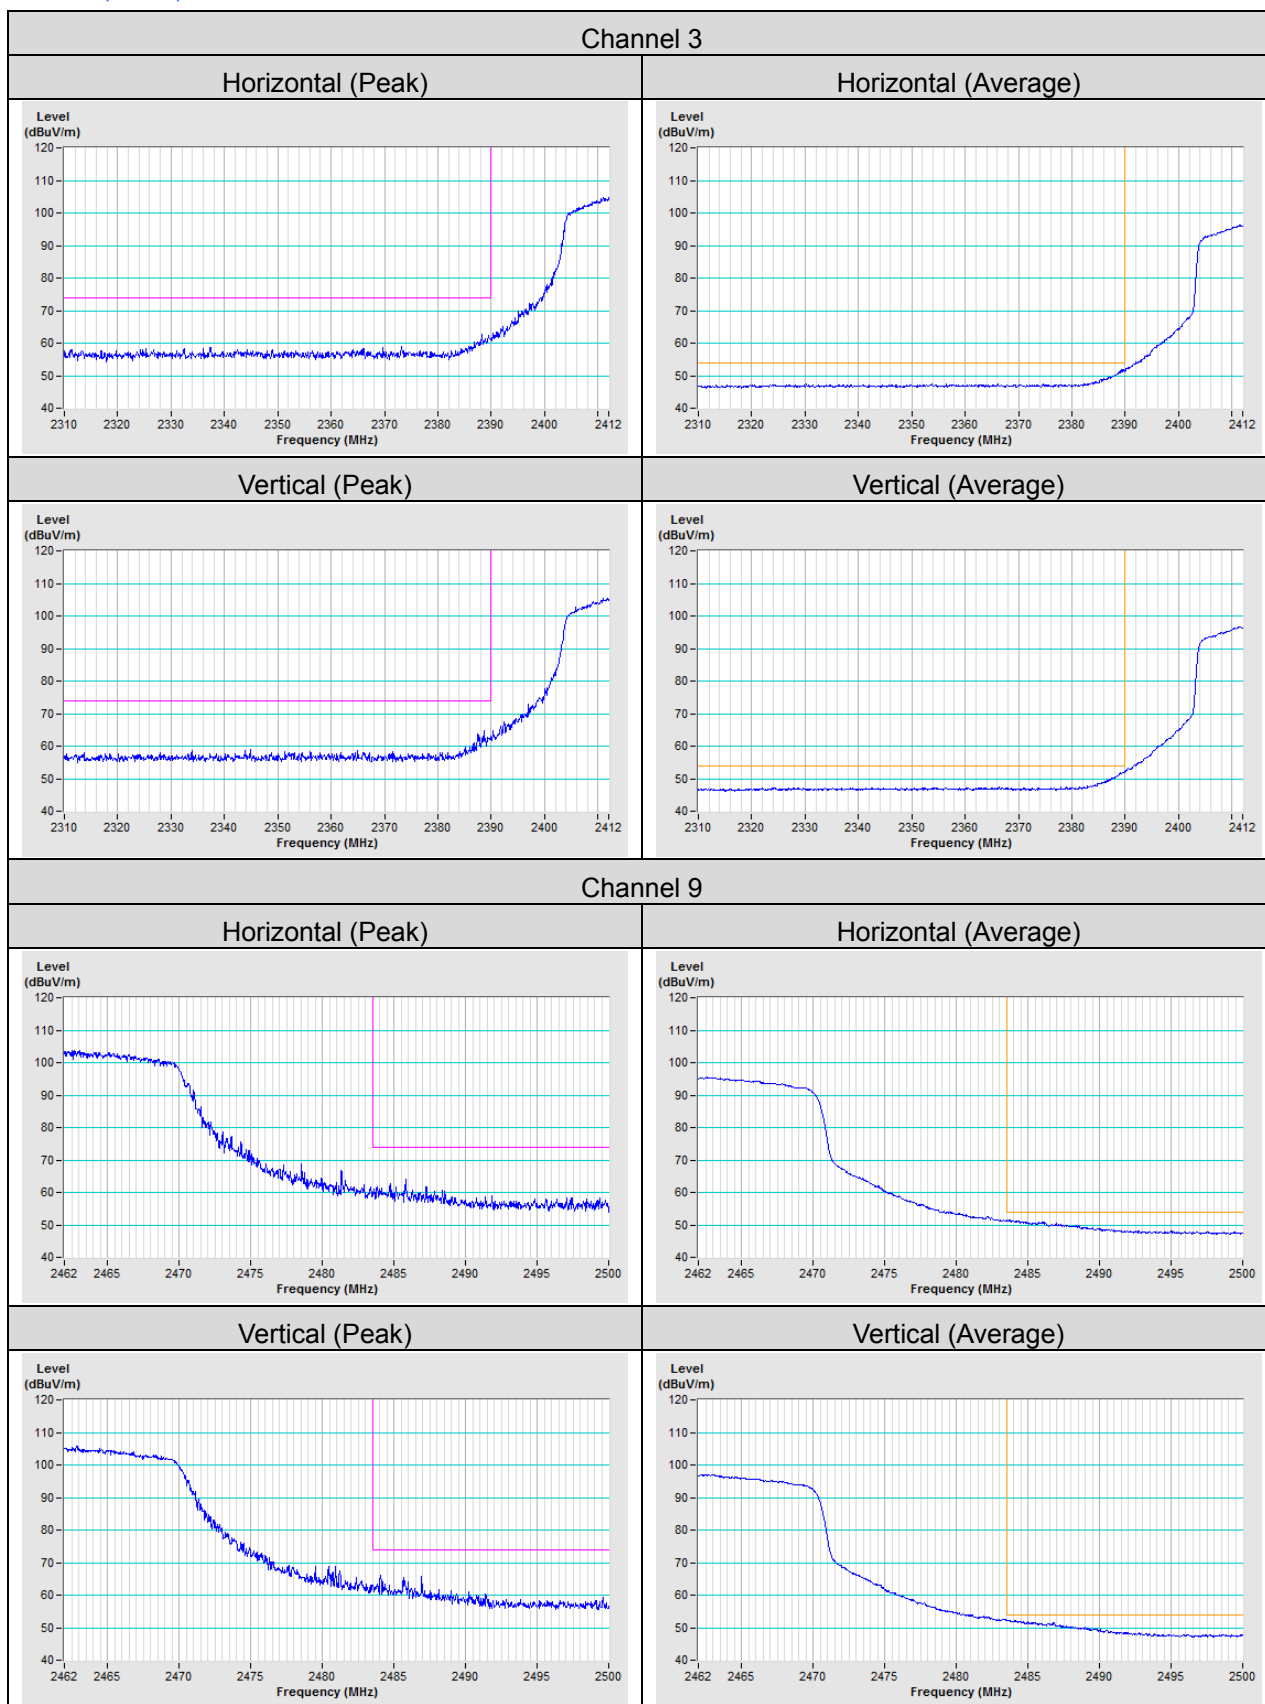 Channel 3
Horizontal (Peak) Horizontal (Average)
Level Level
(dBuV/m) (dBuV/m)
120 120
110 110
100 100
90 90
80 80
70 70
60 60
50 50
40 40
2310 2320 2330 2340 2350 2360 2370 2380 2390 2400 2412 2310 2320 2330 2340 2350 2360 2370 2380 2390 2400 2412
Frequency (MHz) Frequency (MHz)
Vertical (Peak) Vertical (Average)
Level Level
(dBuV/m) (dBuV/m)
120 120
110 110
100 100
90 90
80 80
70 70
60 60
50 50
40 40
2310 2320 2330 2340 2350 2360 2370 2380 2390 2400 2412 2310 2320 2330 2340 2350 2360 2370 2380 2390 2400 2412
Frequency (MHz) Frequency (MHz)
Channel 9
Horizontal (Peak) Horizontal (Average)
Level Level
(dBuV/m) (dBuV/m)
120 120
110 110
100 100
90 90
80 80
70 70
60 60
50 50
40 40
2462 2465 2470 2475 2480 2485 2490 2495 2500 2462 2465 2470 2475 2480 2485 2490 2495 2500
Frequency (MHz) Frequency (MHz)
Vertical (Peak) Vertical (Average)
Level Level
(dBuV/m) (dBuV/m)
120 120
110 110
100 100
90 90
80 80
70 70
60 60
50 50
40 40
2462 2465 2470 2475 2480 2485 2490 2495 2500 2462 2465 2470 2475 2480 2485 2490 2495 2500
Frequency (MHz) Frequency (MHz)